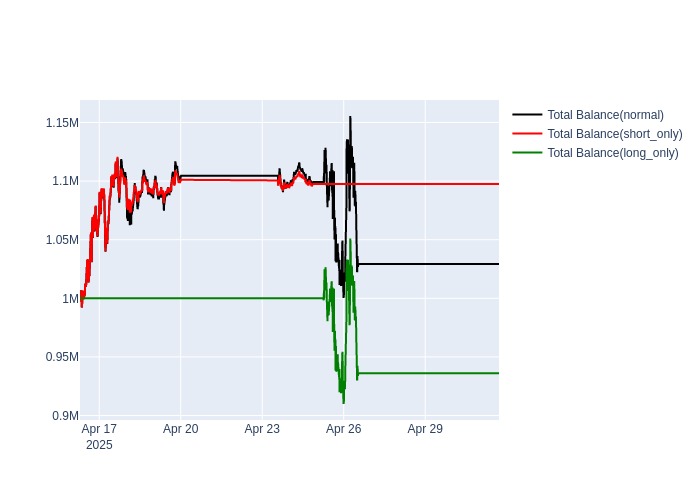 Total Balance(normal)
Total Balance(short_only)
Total Balance(long_only)
1.15M
1.1M
1.05M
1M
0.95M
0.9M
Apr 17
2025
Apr 20
Apr 23
Apr 26
Apr 29